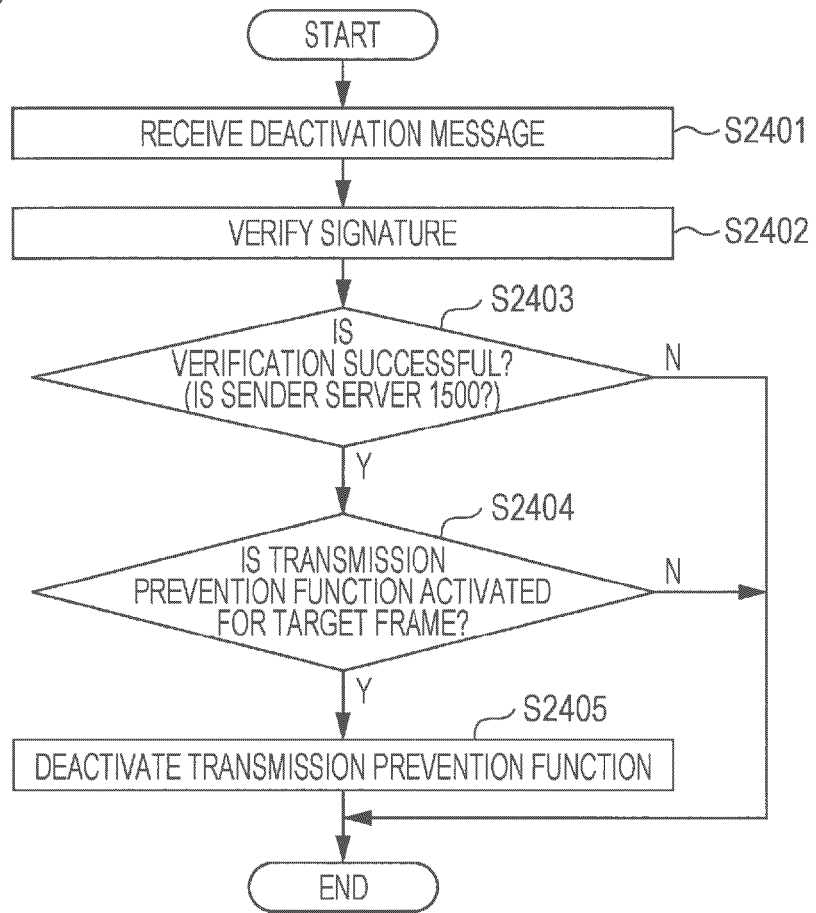 START
RECEIVE DEACTIVATION MESSAGE
S2401
VERIFY SIGNATURE
S2402
S2403
IS
VERIFICATION SUCCESSFUL?
(IS SENDER SERVER 1500?)
N
Y
S2404
IS TRANSMISSION
PREVENTION FUNCTION ACTIVATED
FOR TARGET FRAME?
N
Y
S2405
DEACTIVATE TRANSMISSION PREVENTION FUNCTION
END